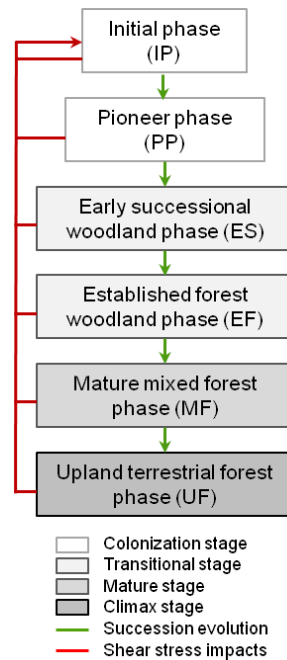 Initial phase
(IP)
Pioneer phase
(PP)
Early successional
woodland phase (ES)
Established forest
woodland phase (EF)
Mature mixed forest
phase (MF)
Upland terrestrial forest
phase (UF)
Colonization stage
Transitional stage
Mature stage
Climax stage
Succession evolution
Shear stress impacts